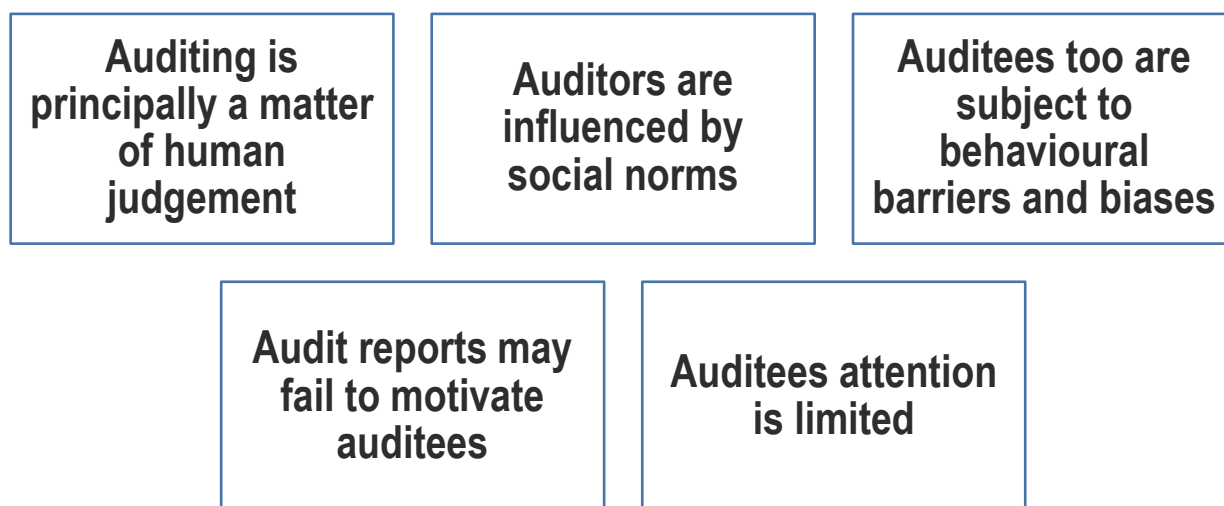 Auditing is
principally a matter
of human
judgement
Auditors are
influenced by
social norms
Auditees too are
subject to
behavioural
barriers and biases
Audit reports may
fail to motivate
auditees
Auditees attention
is limited